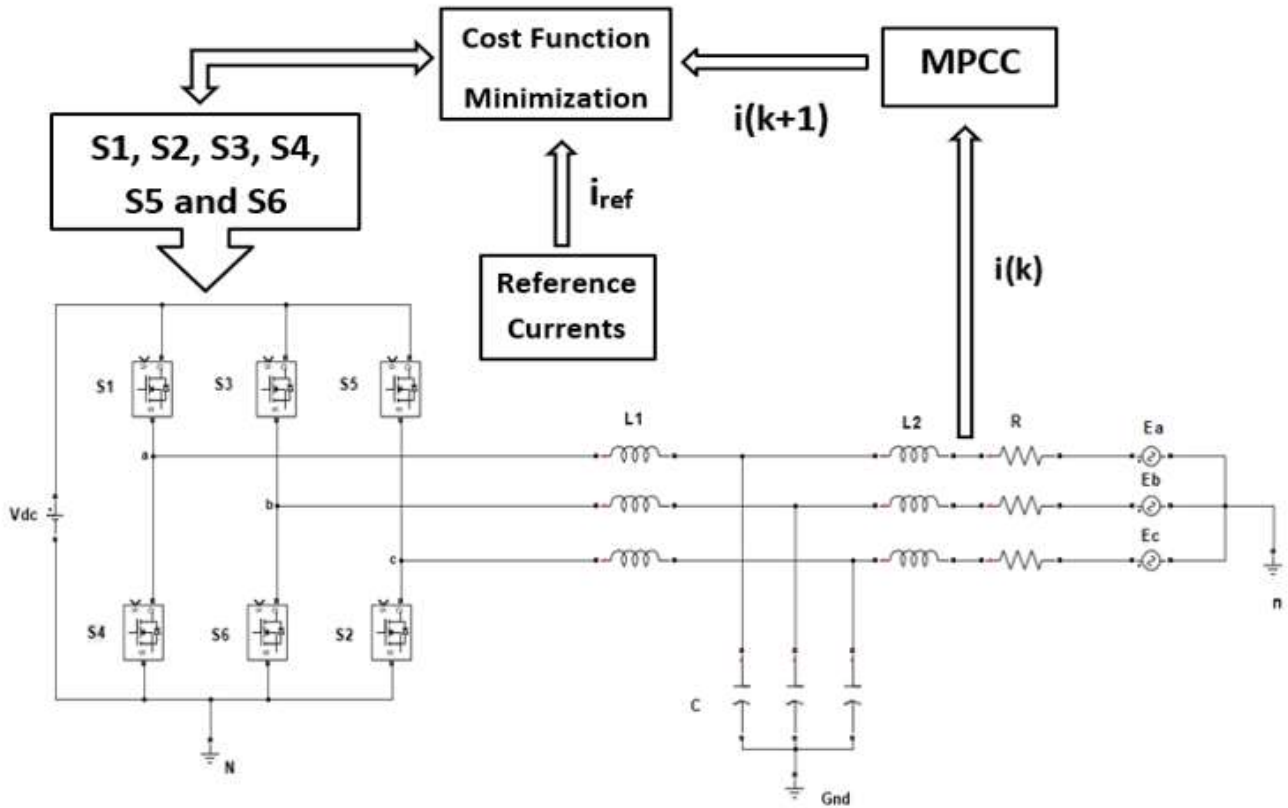 Cost Function
Minimization
MPCC
i(k+1)
S1, S2, S3, S4,
S5 and S6
iref
i(k)
Reference
Currents
S1
S3
S5
L1
L2
R
Ea
a
Eb
b
Vdc
Ec
c
n
S4
S6
S2
C
N
Gnd